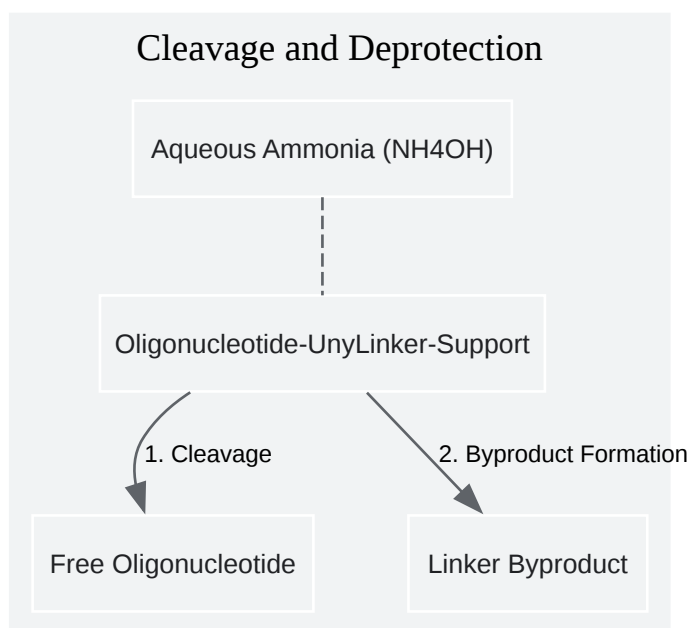 Cleavage and Deprotection
Aqueous Ammonia (NH4OH)
Oligonucleotide-UnyLinker-Support
1. Cleavage
2. Byproduct Formation
Free Oligonucleotide
Linker Byproduct